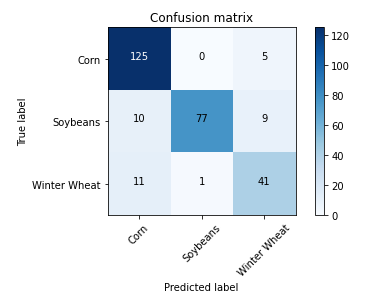 Confusion matrix
True label
Corn
125
0
5
Soybeans
10
77
9
Winter Wheat
11
1
41
Corn
Soybeans
Winter Wheat
Predicted label
120
100
80
60
40
20
0